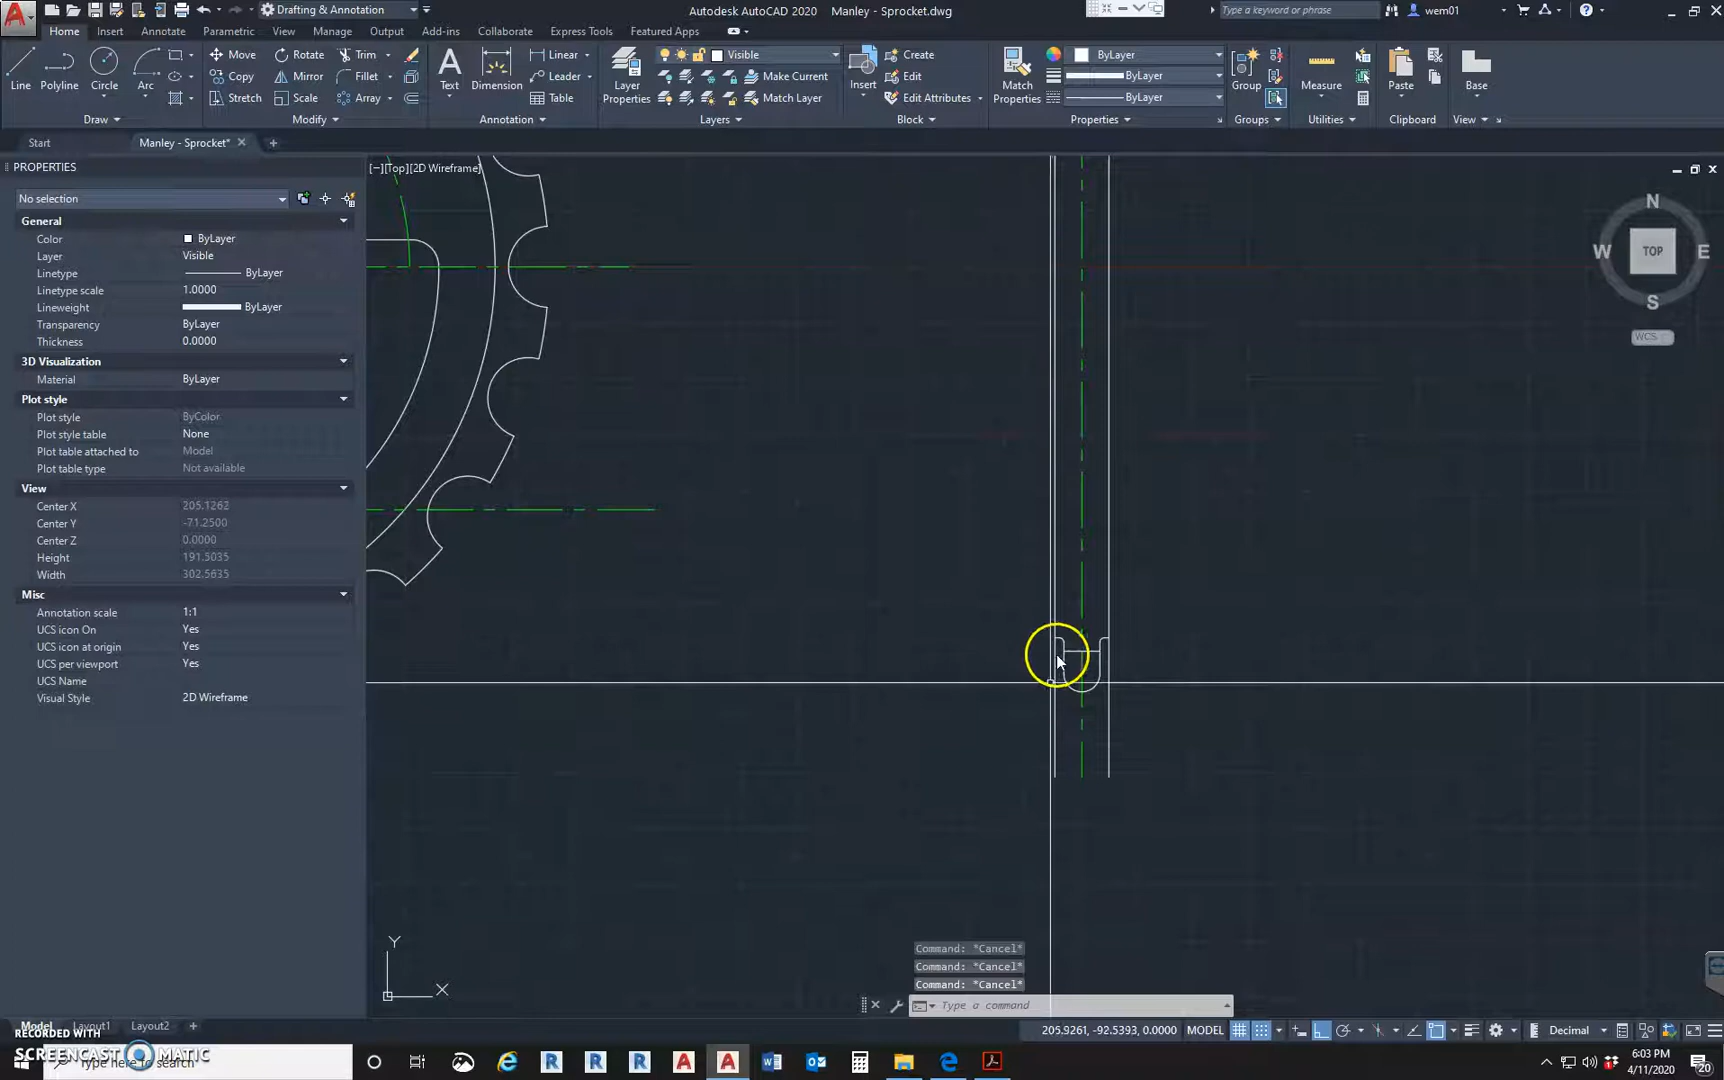 Drafting & Annotation
Autodesk AutoCAD 2020 Manley - Sprocket.dwg
Type a keyword or phrase
wem01
Home Insert Annotate Parametric View Manage Output Add-ins Collaborate Express Tools Featured Apps
Line
Polyline
Circle
Arc
Draw
Move
Copy
Stretch
Rotate
Mirror
Scale
Trim
Fillet
Array
Modify
Text
Dimension
Linear
Leader
Table
Annotation
Layer
Properties
Visible
Make Current
Match Layer
Layers
Insert
Create
Edit
Edit Attributes
Block
Match
Properties
ByLayer
ByLayer
ByLayer
Properties
Group
Groups
Measure
Utilities
Paste
Clipboard
Base
View
Start
Manley - Sprocket*
PROPERTIES
No selection
General
Color ByLayer
Layer Visible
Linetype ByLayer
Linetype scale 1.0000
Lineweight ByLayer
Transparency ByLayer
Thickness 0.0000
3D Visualization
Material ByLayer
Plot style
Plot style ByColor
Plot style table None
Plot table attached to Model
Plot table type Not available
View
Center X 205.1262
Center Y -71.2500
Center Z 0.0000
Height 191.5035
Width 302.5635
Misc
Annotation scale 1:1
UCS icon On Yes
UCS icon at origin Yes
UCS per viewport Yes
UCS Name
Visual Style 2D Wireframe
[−][Top][2D Wireframe]
N
W TOP E
S
WCS
Y
X
Command: *Cancel*
Command: *Cancel*
Command: *Cancel*
Type a command
Model Layout1 Layout2
205.9261, -92.5393, 0.0000 MODEL
Decimal
RECORDED WITH
SCREENCAST MATIC
Type here to search
6:03 PM
4/11/2020
20